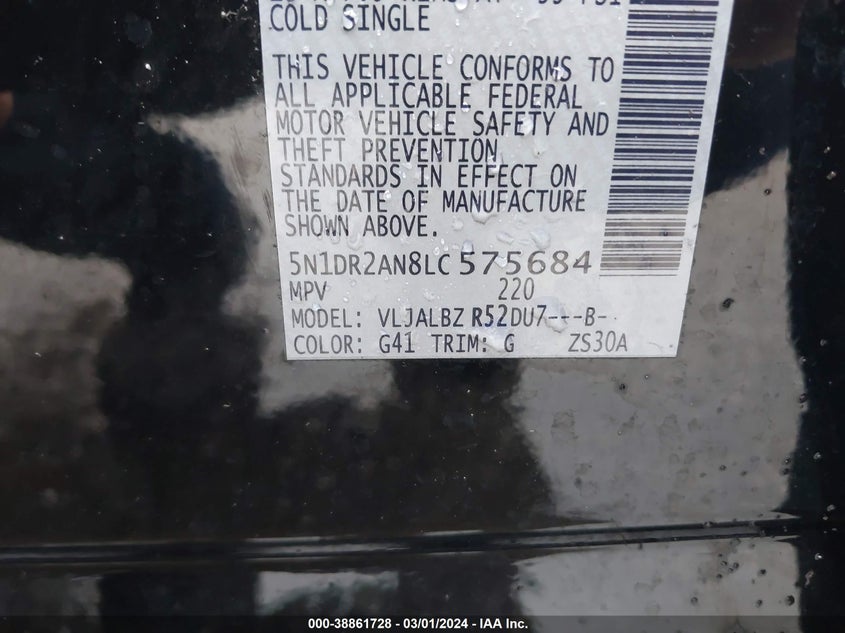 COLD SINGLE
THIS VEHICLE CONFORMS TO
ALL APPLICABLE FEDERAL
MOTOR VEHICLE SAFETY AND
THEFT PREVENTION
STANDARDS IN EFFECT ON
THE DATE OF MANUFACTURE
SHOWN ABOVE.
5N1DR2AN8LC575684
MPV 220
MODEL: VLJALBZ R52DU7---B-
COLOR: G41 TRIM: G ZS30A
000-38861728 - 03/01/2024 - IAA Inc.